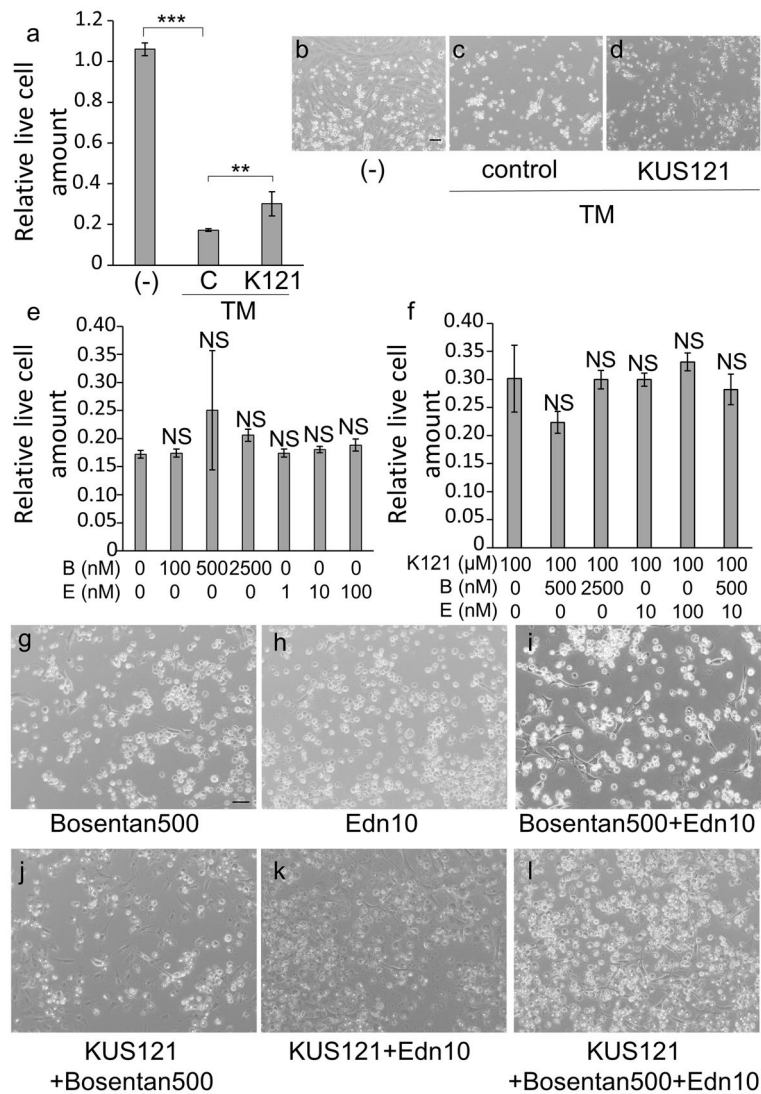 a
Relative live cell
amount
1.2
1.0
0.8
0.6
0.4
0.2
0
***
**
(-)
C
K121
TM
b
c
d
(-)
control
KUS121
TM
e
Relative live cell
amount
0.40
0.35
0.30
0.25
0.20
0.15
0.10
0.05
0.00
NS
NS
NS
NS
NS
NS
B (nM) 0 100 500 2500 0 0 0
E (nM) 0 0 0 0 1 10 100
f
Relative live cell
amount
0.40
0.35
0.30
0.25
0.20
0.15
0.10
0.05
0
NS
NS
NS
NS
NS
K121 (μM) 100 100 100 100 100 100
B (nM) 0 500 2500 0 0 500
E (nM) 0 0 0 10 100 10
g
h
i
Bosentan500
Edn10
Bosentan500+Edn10
j
k
l
KUS121
+Bosentan500
KUS121+Edn10
KUS121
+Bosentan500+Edn10